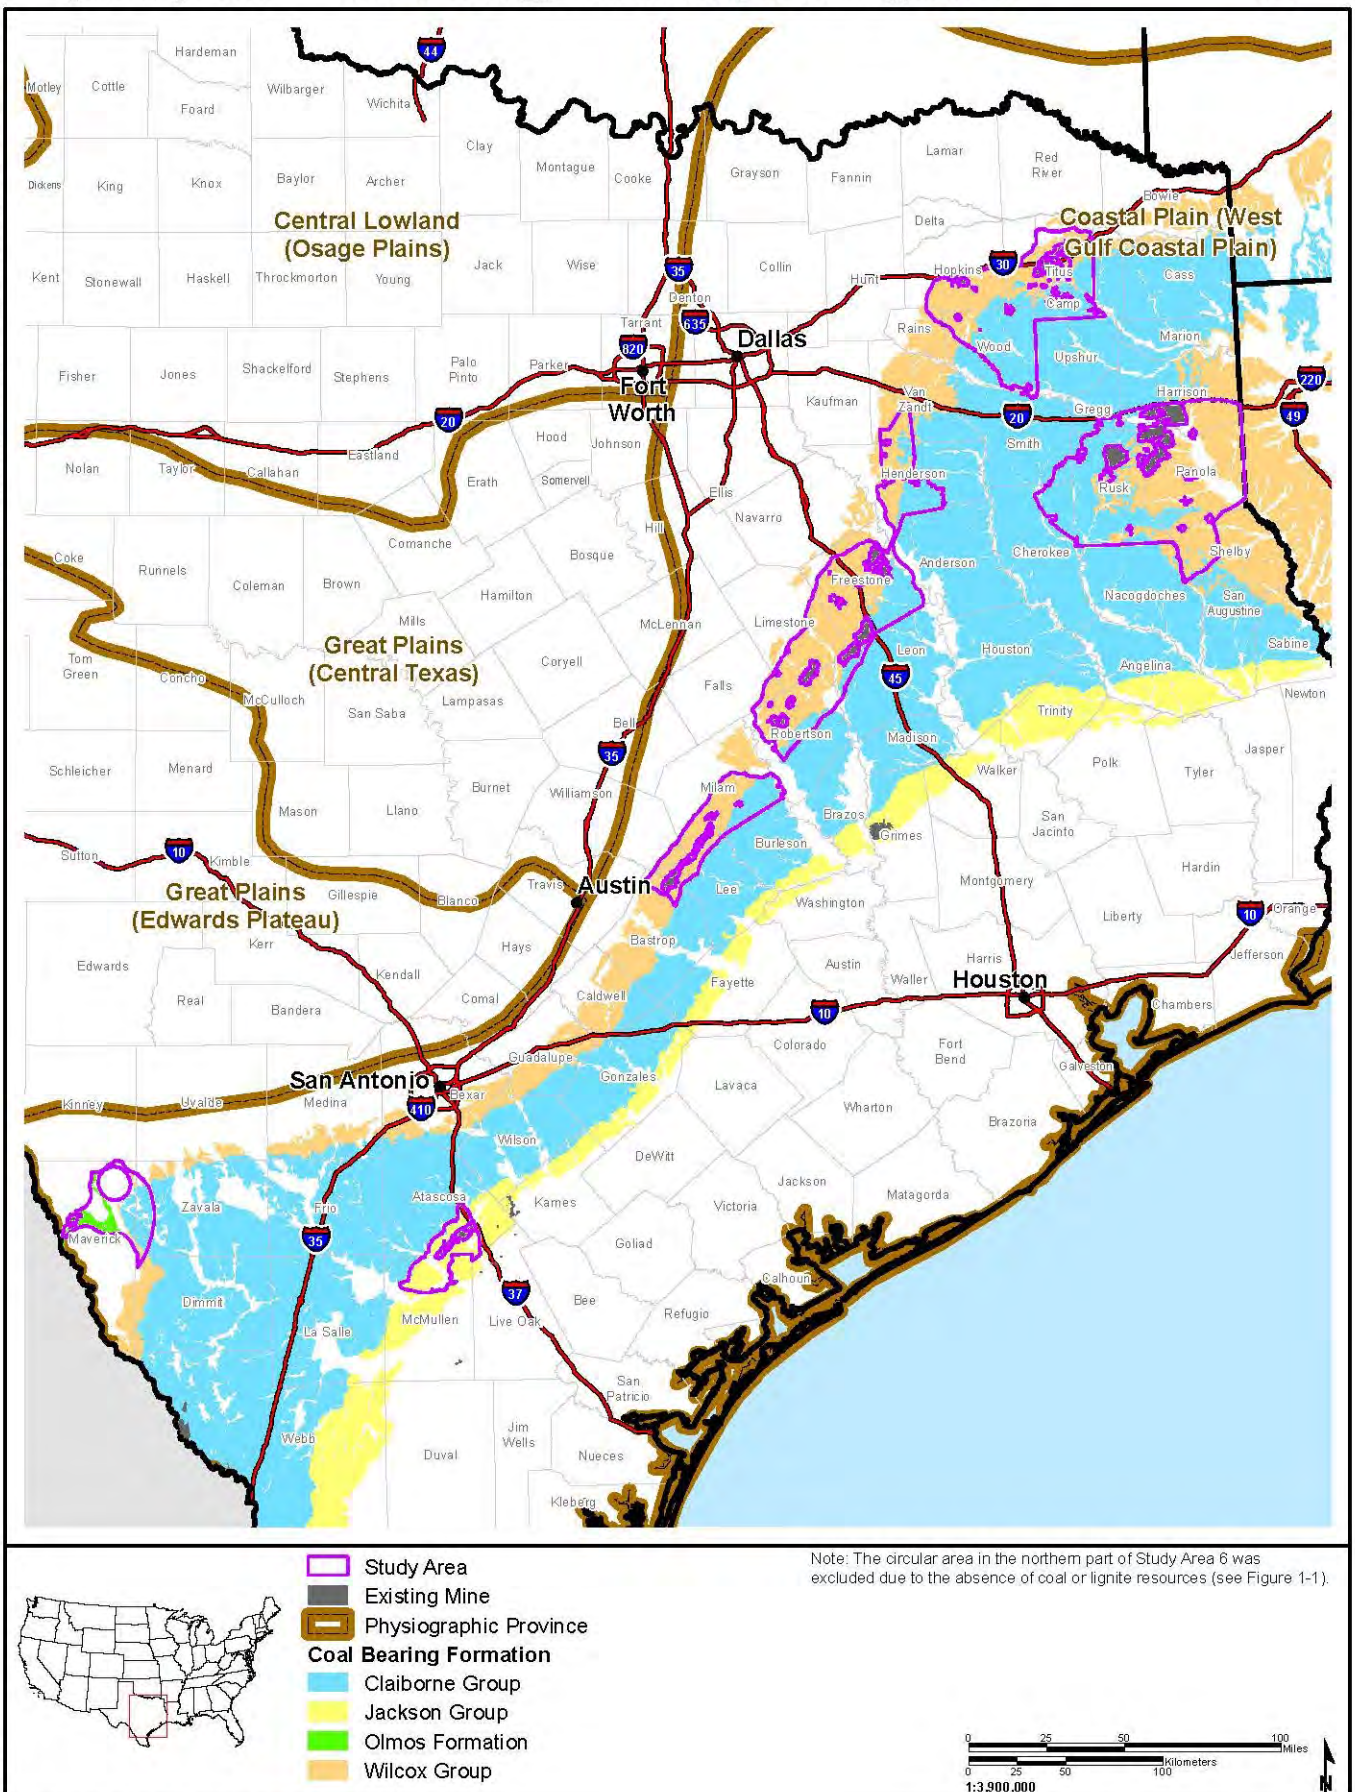 44
Hardeman
Motley
Cottle
Wilbarger
Foard
Wichita
Clay
Montague
Cooke
Grayson
Fannin
Lamar
Red
River
Dickens
King
Knox
Baylor
Archer
Bowie
Central Lowland
(Osage Plains)
Coastal Plain (West
Gulf Coastal Plain)
Delta
Kent
Stonewall
Haskell
Throckmorton
Young
Jack
Wise
35
Collin
Hunt
Hopkins
30
Titus
Cass
Denton
Camp
Tarrant
635
Rains
Wood
Marion
820
Dallas
Upshur
Fisher
Jones
Shackelford
Stephens
Palo
Pinto
Parker
Fort
Worth
Kaufman
Van
Zandt
Harrison
220
20
20
Gregg
49
Smith
Hood
Johnson
Nolan
Taylor
Callahan
Eastland
Erath
Somervell
Ellis
Henderson
Rusk
Panola
Navarro
Hill
Coke
Runnels
Coleman
Brown
Comanche
Bosque
Freestone
Anderson
Cherokee
Shelby
Hamilton
Nacogdoches
San
Augustine
Mills
McLennan
Limestone
Great Plains
(Central Texas)
Tom
Green
Concho
McCulloch
San Saba
Lampasas
Coryell
Falls
Leon
45
Houston
Angelina
Sabine
Newton
Bell
35
Robertson
Madison
Trinity
Schleicher
Menard
Mason
Llano
Burnet
Williamson
Milam
Walker
Polk
Tyler
Jasper
Brazos
Grimes
San
Jacinto
Sutton
10
Kimble
Burleson
Hardin
Great Plains
(Edwards Plateau)
Gillespie
Blanco
Travis
Austin
Lee
Washington
Montgomery
Liberty
10
Orange
Kerr
Hays
Bastrop
Jefferson
Edwards
Real
Bandera
Kendall
Comal
Caldwell
Fayette
Austin
Waller
Harris
Houston
Chambers
10
Guadalupe
Colorado
Fort
Bend
Galveston
San Antonio
Gonzales
Lavaca
Kinney
Uvalde
Medina
410
Bexar
Wharton
Brazoria
Wilson
DeWitt
Jackson
Matagorda
Zavala
Frio
Atascosa
Karnes
Victoria
Maverick
35
Goliad
Calhoun
Dimmit
La Salle
McMullen
37
Live Oak
Bee
Refugio
San
Patricio
Webb
Duval
Jim
Wells
Nueces
Kleberg
Study Area
Existing Mine
Physiographic Province
Coal Bearing Formation
Claiborne Group
Jackson Group
Olmos Formation
Wilcox Group
Note: The circular area in the northern part of Study Area 6 was
excluded due to the absence of coal or lignite resources (see Figure 1-1).
0 25 50 100
Miles
Kilometers
0 25 50 100
1:3,900,000
N